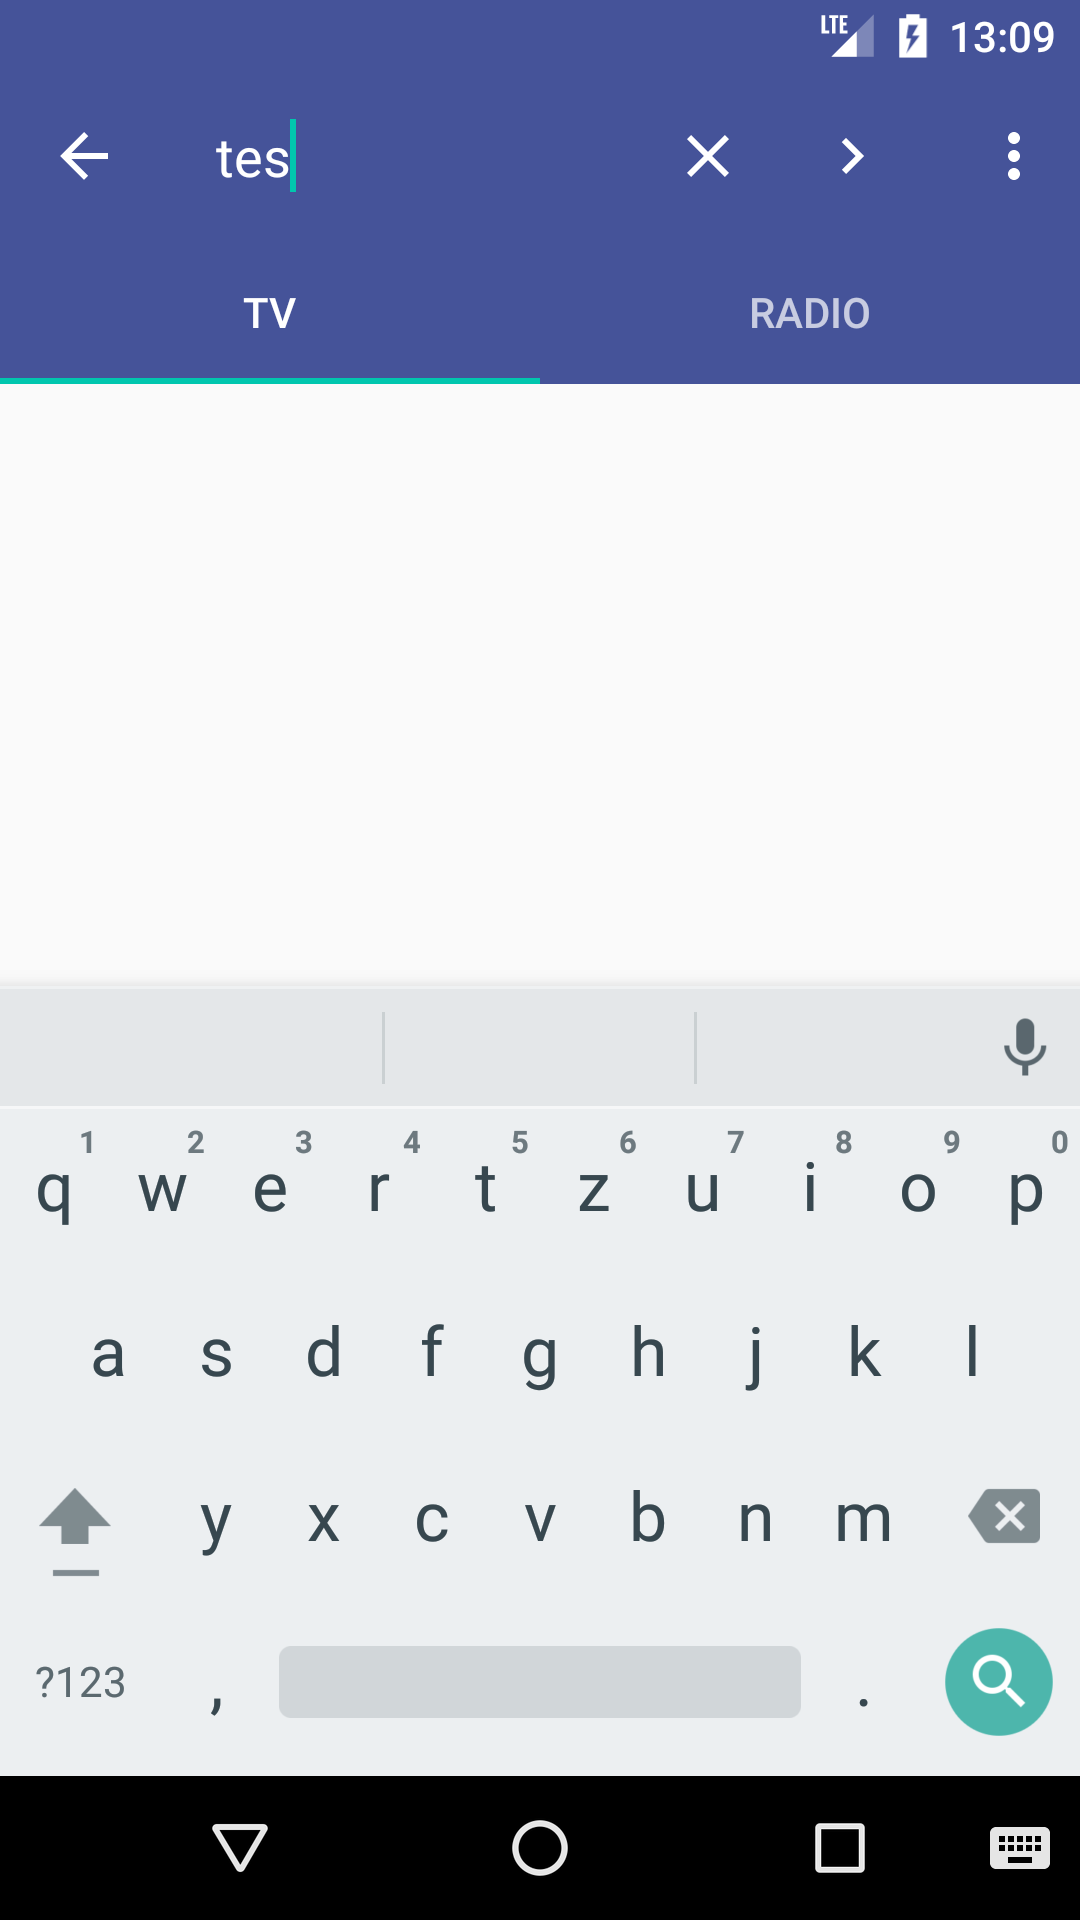 LTE 13:09
tes
TV RADIO
1 2 3 4 5 6 7 8 9 0
q w e r t z u i o p
a s d f g h j k l
y x c v b n m
?123 , .